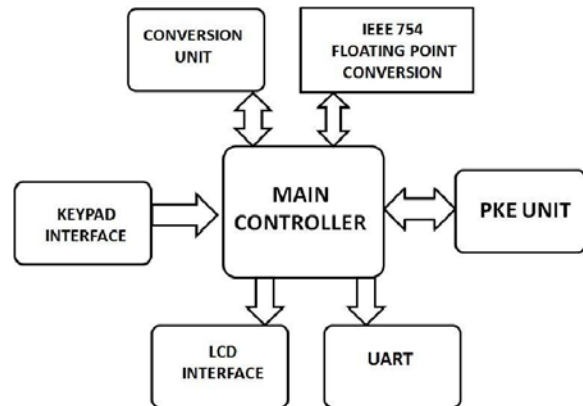 CONVERSION
UNIT
IEEE 754
FLOATING POINT
CONVERSION
KEYPAD
INTERFACE
MAIN
CONTROLLER
PKE UNIT
LCD
INTERFACE
UART